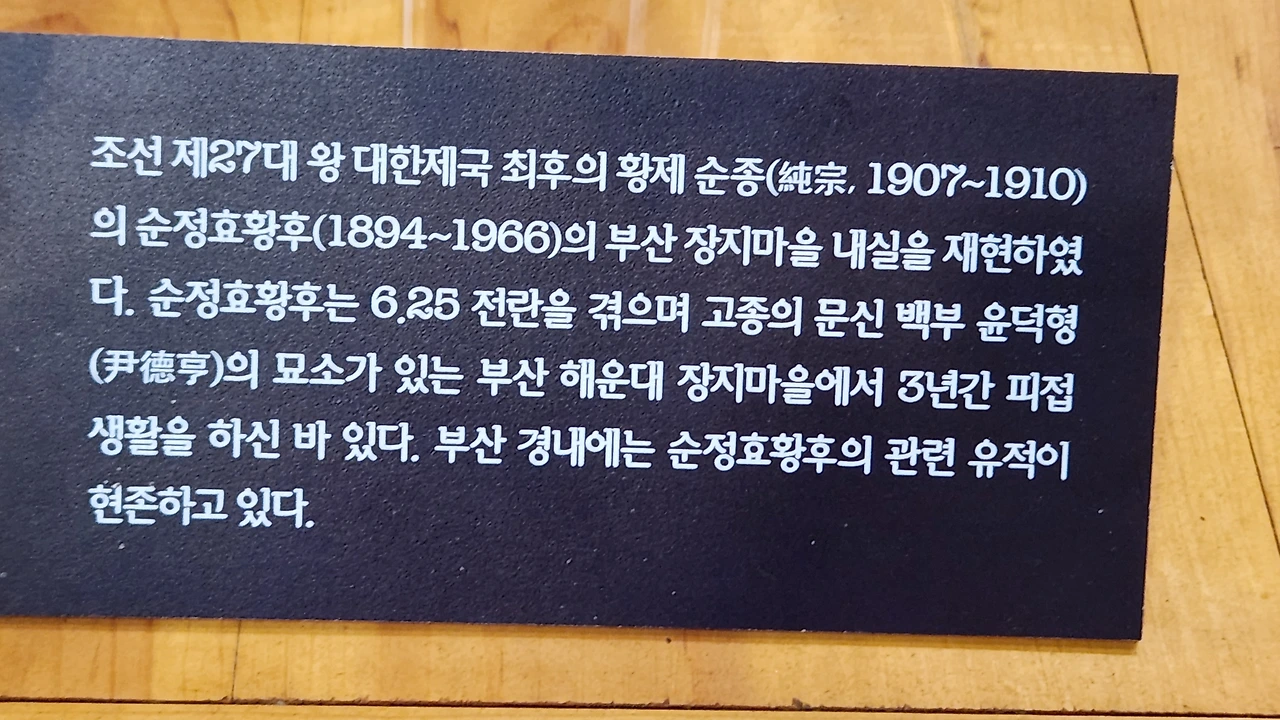 조선 제27대 왕 대한제국 최후의 황제 순종(純宗, 1907~1910)
의 순정효황후(1894~1966)의 부산 장지마을 내실을 재현하였
다. 순정효황후는 6.25 전란을 겪으며 고종의 문신 백부 윤덕형
(尹德亨)의 묘소가 있는 부산 해운대 장지마을에서 3년간 피접
생활을 하신 바 있다. 부산 경내에는 순정효황후의 관련 유적이
현존하고 있다.